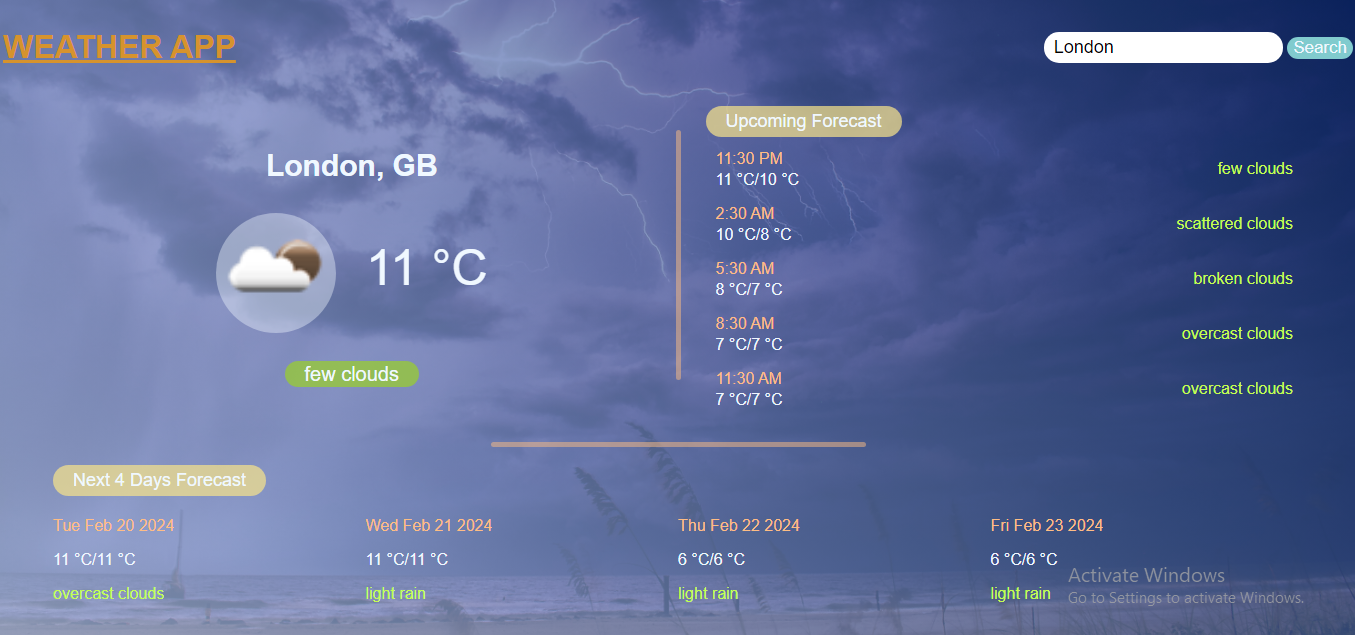 WEATHER APP
London
Search
London, GB
11 °C
few clouds
Upcoming Forecast
11:30 PM
11 °C/10 °C
few clouds
2:30 AM
10 °C/8 °C
scattered clouds
5:30 AM
8 °C/7 °C
broken clouds
8:30 AM
7 °C/7 °C
overcast clouds
11:30 AM
7 °C/7 °C
overcast clouds
Next 4 Days Forecast
Tue Feb 20 2024
11 °C/11 °C
overcast clouds
Wed Feb 21 2024
11 °C/11 °C
light rain
Thu Feb 22 2024
6 °C/6 °C
light rain
Fri Feb 23 2024
6 °C/6 °C
light rain
Activate Windows
Go to Settings to activate Windows.